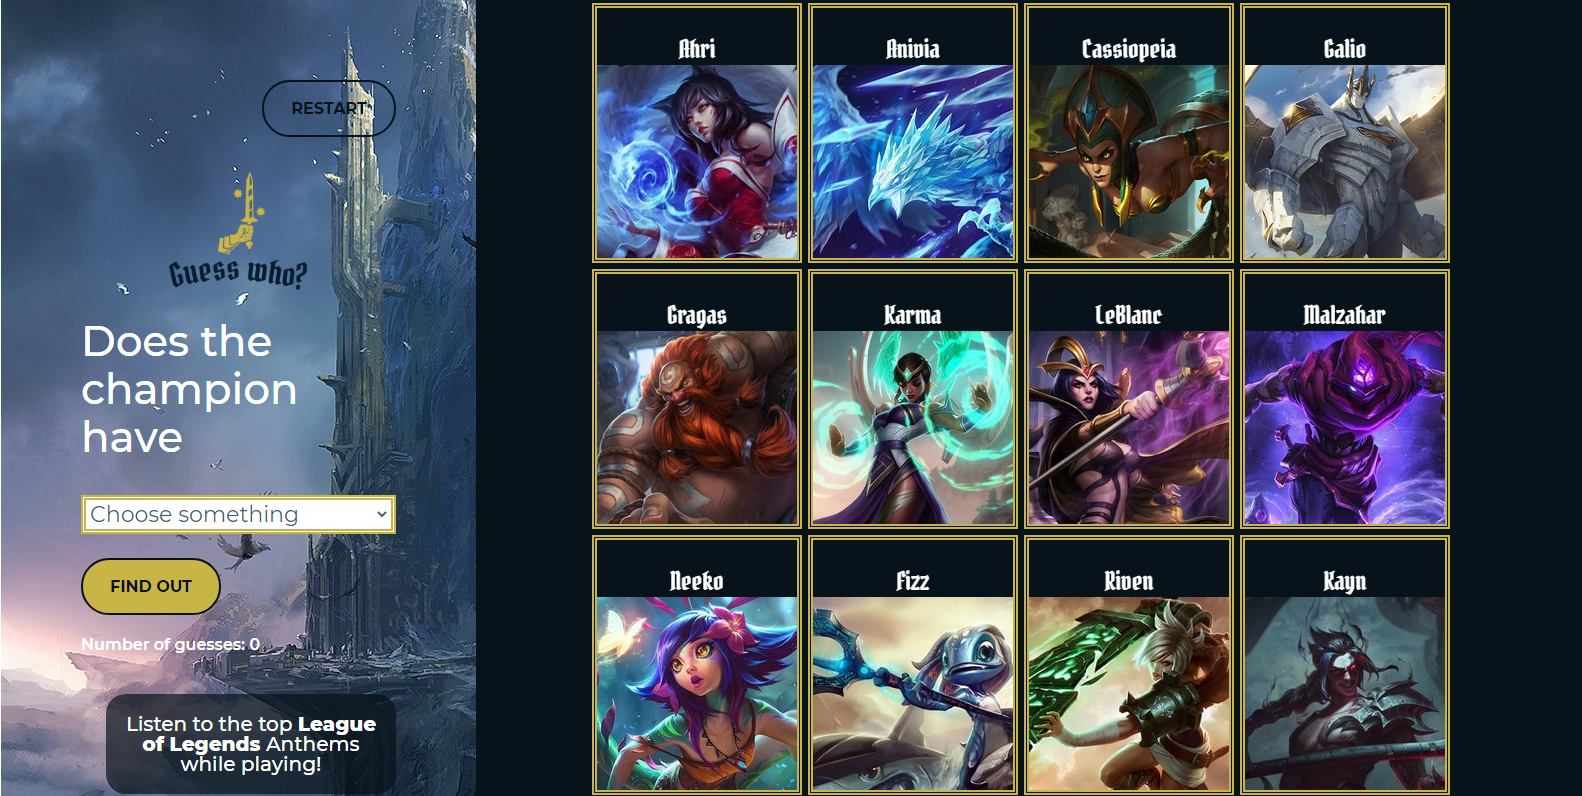 RESTART
Guess who?
Does the
champion
have
Choose something
FIND OUT
Number of guesses: 0
Listen to the top League
of Legends Anthems
while playing!
Ahri
Anivia
Cassiopeia
Galio
Gragas
Karma
LeBlanc
Malzahar
Neeko
Fizz
Riven
Kayn